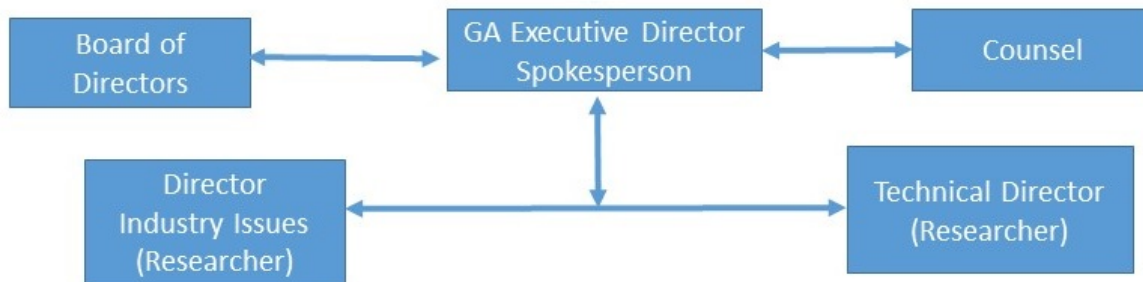 Board of
Directors
GA Executive Director
Spokesperson
Counsel
Director
Industry Issues
(Researcher)
Technical Director
(Researcher)